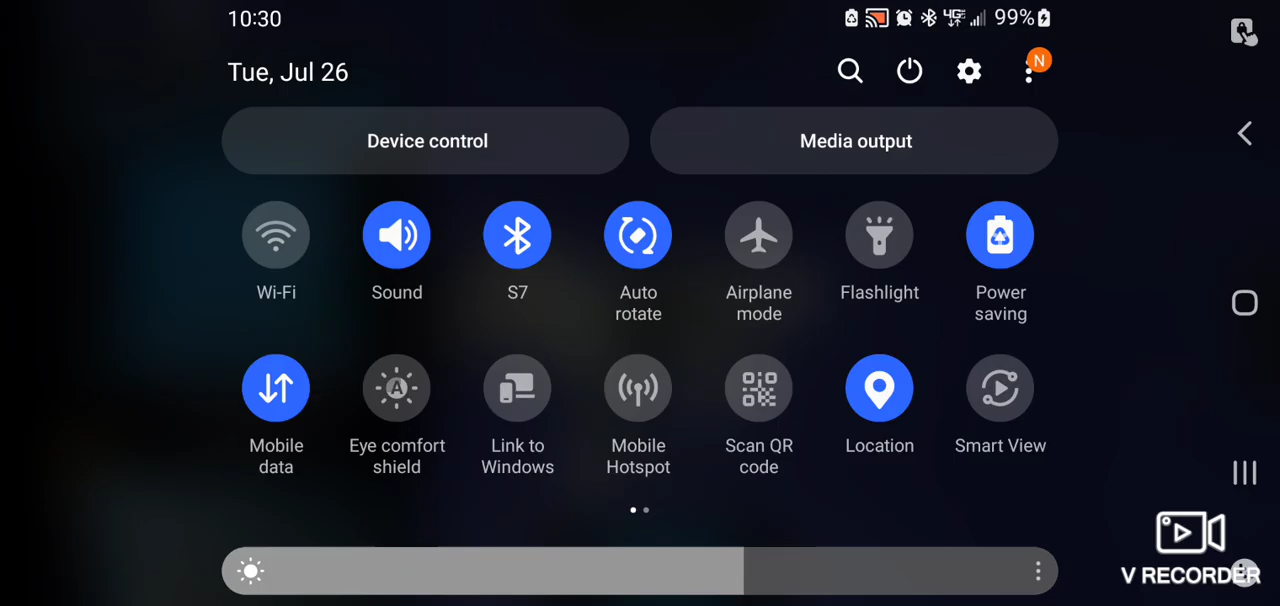 10:30
4G 99%
Tue, Jul 26
N
Device control
Media output
Wi-Fi
Sound
S7
Auto
rotate
Airplane
mode
Flashlight
Power
saving
Mobile
data
A
Eye comfort
shield
Link to
Windows
Mobile
Hotspot
Scan QR
code
Location
Smart View
V RECORDER